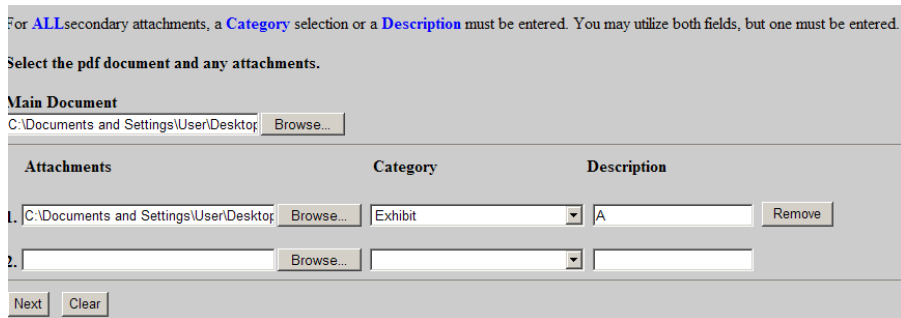 For ALLsecondary attachments, a Category selection or a Description must be entered. You may utilize both fields, but one must be entered.
Select the pdf document and any attachments.
Main Document
C:\Documents and Settings\User\Desktop Browse...
Attachments Category Description
1. C:\Documents and Settings\User\Desktop Browse... Exhibit A Remove
2. Browse...
Next Clear